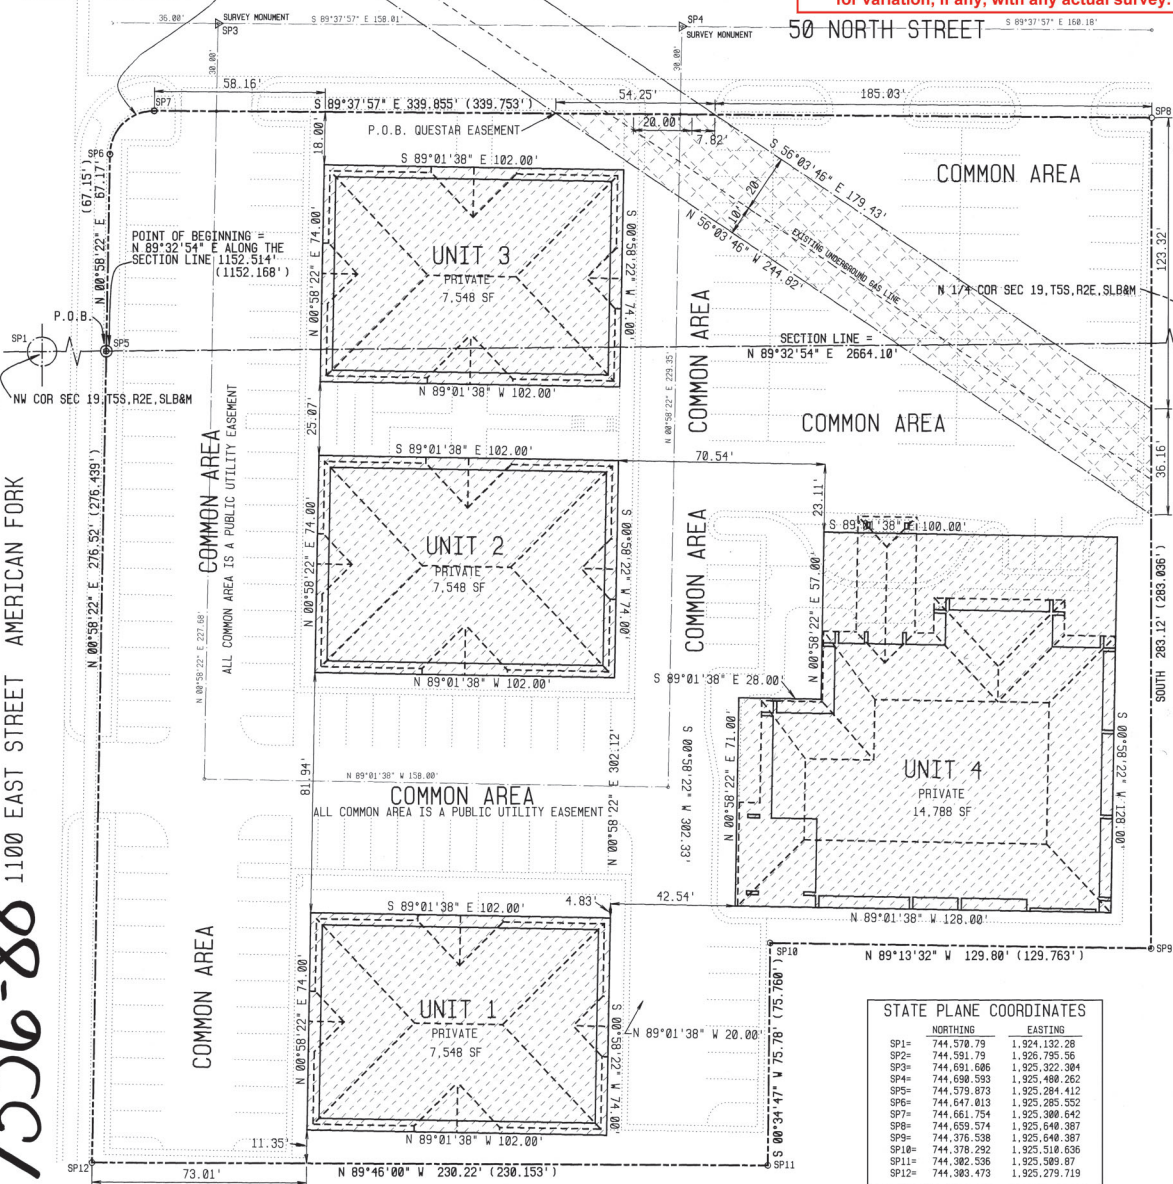 for variation, if any, with any actual survey.
36.00'
SURVEY MONUMENT
SP3
S 89°37'57" E 158.01'
SP4
SURVEY MONUMENT
50 NORTH STREET
S 89°37'57" E 160.18'
30.00'
30.00'
58.16'
SP7
S 89°37'57" E 339.855' (339.753')
54.25'
185.03'
SP8
P.O.B. QUESTAR EASEMENT
20.00
7.82'
18.00'
SP6
(67.15')
N 00°58'22" E 67.17'
S 89°01'38" E 102.00'
S 56°03'46" E 179.43'
COMMON AREA
20'
10'
N 56°03'46" W 244.82'
EXISTING UNDERGROUND GAS LINE
123.32'
POINT OF BEGINNING =
N 89°32'54" E ALONG THE
SECTION LINE 1152.514'
(1152.168')
N 00°58'22" E 74.00'
UNIT 3
PRIVATE
7,548 SF
S 00°58'22" W 74.00'
N 1/4 COR SEC 19,T5S,R2E,SLB&M
P.O.B.
SP1
SP5
SECTION LINE =
N 89°32'54" E 2664.10'
NW COR SEC 19,T5S,R2E,SLB&M
N 89°01'38" W 102.00'
COMMON AREA
N 00°58'22" E 229.35'
COMMON AREA
25.07'
S 89°01'38" E 102.00'
70.54'
36.16'
23.11'
COMMON AREA
ALL COMMON AREA IS A PUBLIC UTILITY EASEMENT
N 00°58'22" E 276.52' (276.439')
1100 EAST STREET AMERICAN FORK
N 00°58'22" E 74.00'
UNIT 2
PRIVATE
7,548 SF
S 00°58'22" W 74.00'
COMMON AREA
S 89°01'38" E 100.00'
N 00°58'22" E 57.00'
SOUTH 283.12' (283.036')
N 00°58'22" E 227.68'
N 89°01'38" W 102.00'
S 89°01'38" E 28.00'
N 00°58'22" E 71.00'
UNIT 4
PRIVATE
14,788 SF
S 00°58'22" W 128.00'
81.94'
N 89°01'38" W 158.00'
COMMON AREA
ALL COMMON AREA IS A PUBLIC UTILITY EASEMENT
N 00°58'22" E 302.12'
S 00°58'22" W 302.33'
S 89°01'38" E 102.00'
4.83'
42.54'
N 89°01'38" W 128.00'
SP10
N 89°13'32" W 129.80' (129.763')
SP9
COMMON AREA
N 00°58'22" E 74.00'
UNIT 1
PRIVATE
7,548 SF
S 00°58'22" W 74.00'
N 89°01'38" W 20.00'
S 00°34'47" W 75.78' (75.760')
N 89°01'38" W 102.00'
11.35'
SP12
73.01'
N 89°46'00" W 230.22' (230.153')
SP11
STATE PLANE COORDINATES
NORTHING EASTING
SP1= 744,570.79 1,924,132.28
SP2= 744,591.79 1,926,795.56
SP3= 744,691.606 1,925,322.304
SP4= 744,690.593 1,925,480.262
SP5= 744,579.873 1,925,284.412
SP6= 744,647.013 1,925,285.552
SP7= 744,661.754 1,925,300.642
SP8= 744,659.574 1,925,640.387
SP9= 744,376.538 1,925,640.387
SP10= 744,378.292 1,925,510.636
SP11= 744,302.536 1,925,509.87
SP12= 744,303.473 1,925,279.719